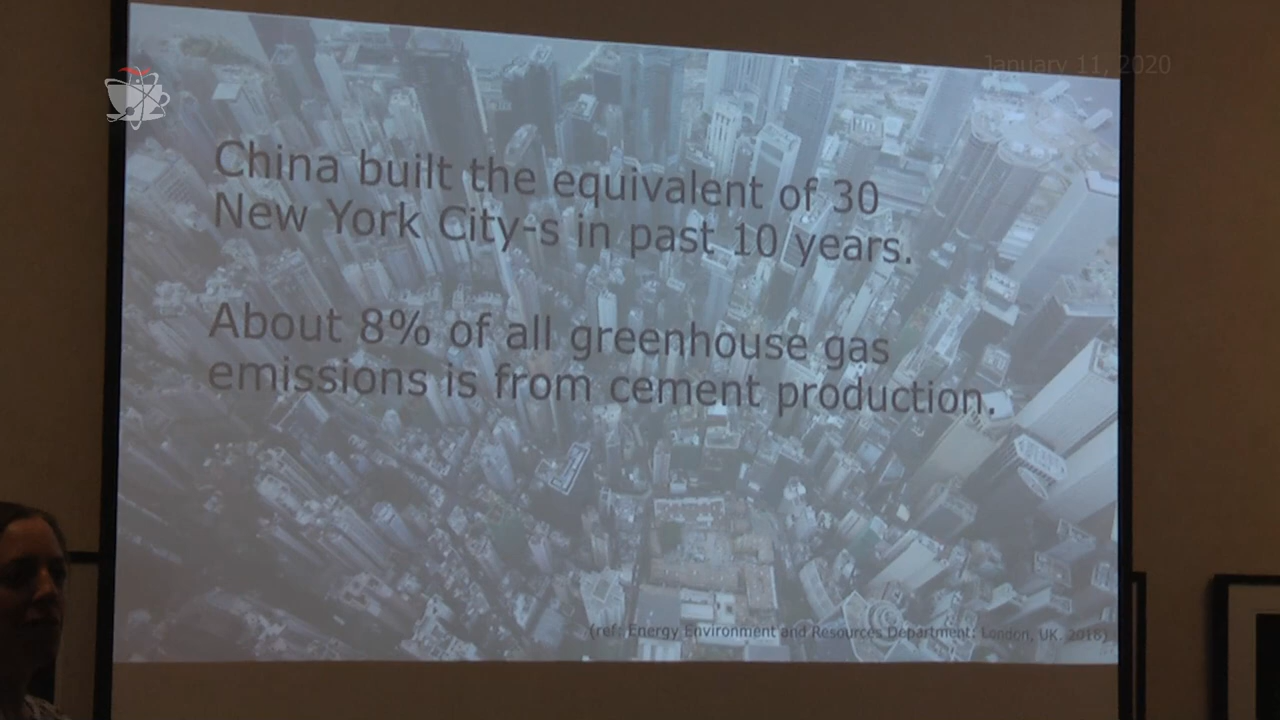 January 11, 2020
China built the equivalent of 30
New York City-s in past 10 years.
About 8% of all greenhouse gas
emissions is from cement production.
(ref: Energy Environment and Resources Department: London, UK. 2018)